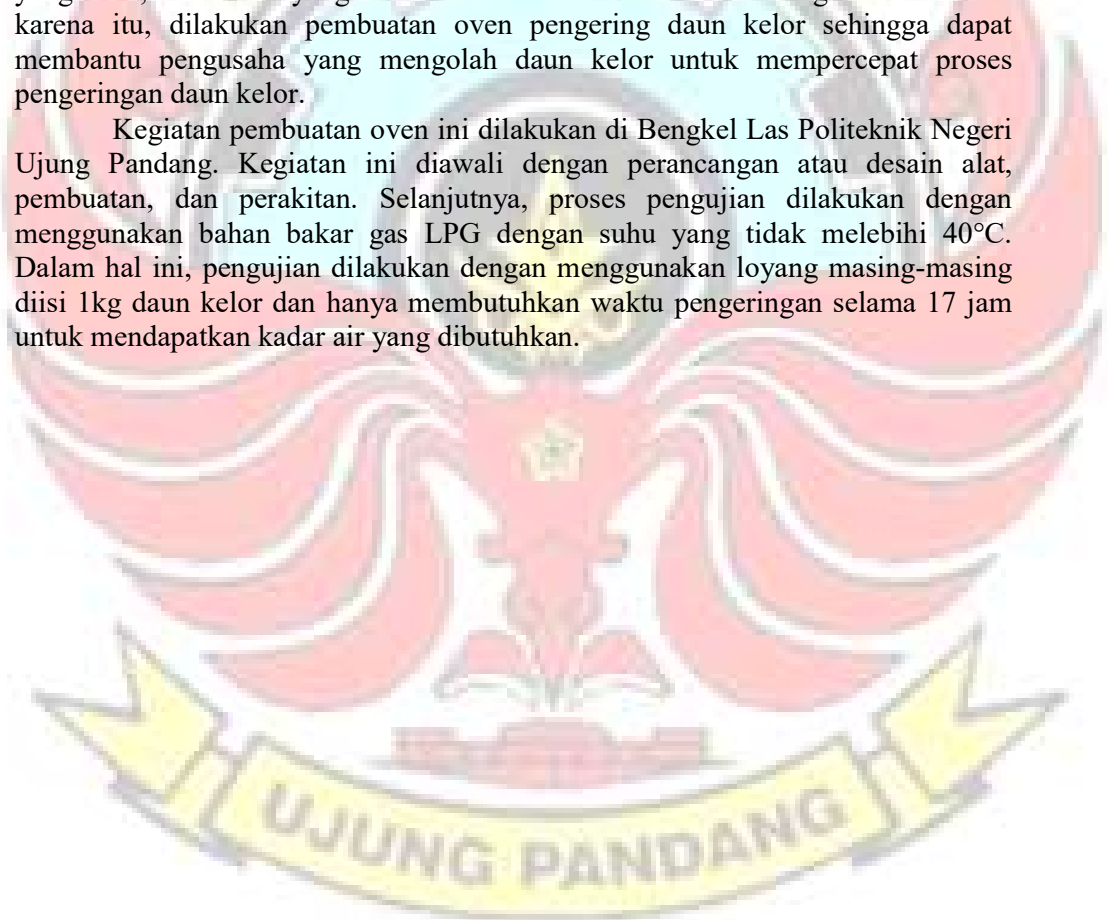 karena itu, dilakukan pembuatan oven pengering daun kelor sehingga dapat
membantu pengusaha yang mengolah daun kelor untuk mempercepat proses
pengeringan daun kelor.
Kegiatan pembuatan oven ini dilakukan di Bengkel Las Politeknik Negeri
Ujung Pandang. Kegiatan ini diawali dengan perancangan atau desain alat,
pembuatan, dan perakitan. Selanjutnya, proses pengujian dilakukan dengan
menggunakan bahan bakar gas LPG dengan suhu yang tidak melebihi 40°C.
Dalam hal ini, pengujian dilakukan dengan menggunakan loyang masing-masing
diisi 1kg daun kelor dan hanya membutuhkan waktu pengeringan selama 17 jam
untuk mendapatkan kadar air yang dibutuhkan.
UJUNG PANDANG